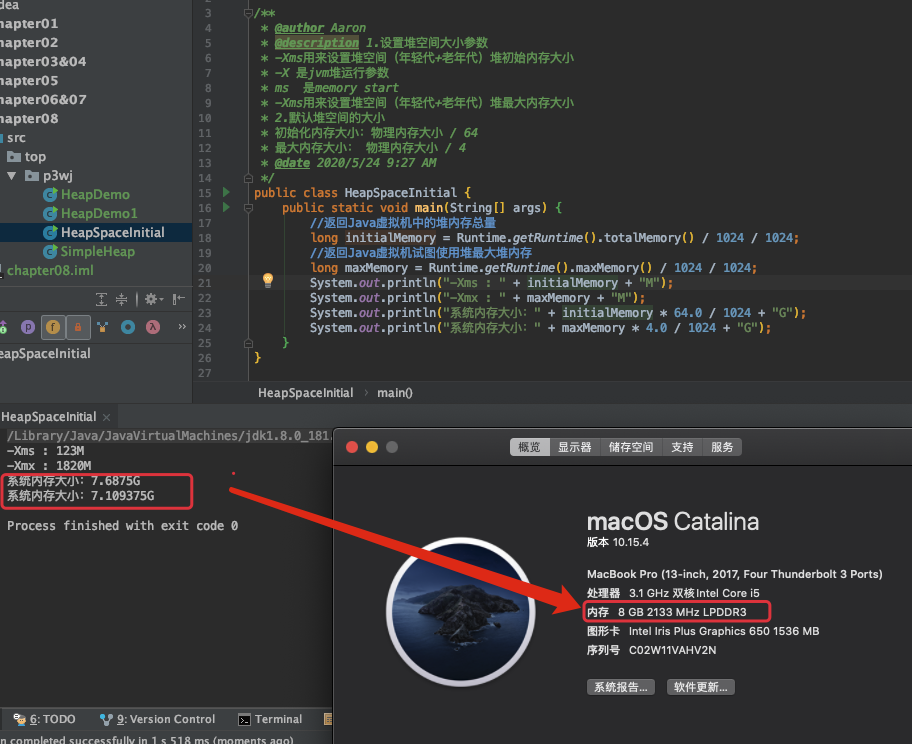 dea
hapter01
hapter02
hapter03&04
hapter05
hapter06&07
hapter08
src
top
p3wj
HeapDemo
HeapDemo1
HeapSpaceInitial
SimpleHeap
chapter08.iml
eapSpaceInitial
3 /**
4 * @author Aaron
5 * @description 1.设置堆空间大小参数
6 * -Xms用来设置堆空间（年轻代+老年代）堆初始内存大小
7 * -X 是jvm堆运行参数
8 * ms 是memory start
9 * -Xms用来设置堆空间（年轻代+老年代）堆最大内存大小
10 * 2.默认堆空间的大小
11 * 初始化内存大小：物理内存大小 / 64
12 * 最大内存大小： 物理内存大小 / 4
13 * @date 2020/5/24 9:27 AM
14 */
15 public class HeapSpaceInitial {
16 public static void main(String[] args) {
17 //返回Java虚拟机中的堆内存总量
18 long initialMemory = Runtime.getRuntime().totalMemory() / 1024 / 1024;
19 //返回Java虚拟机试图使用堆最大堆内存
20 long maxMemory = Runtime.getRuntime().maxMemory() / 1024 / 1024;
21 System.out.println("-Xms : " + initialMemory + "M");
22 System.out.println("-Xmx : " + maxMemory + "M");
23 System.out.println("系统内存大小：" + initialMemory * 64.0 / 1024 + "G");
24 System.out.println("系统内存大小：" + maxMemory * 4.0 / 1024 + "G");
25 }
26 }
27
HeapSpaceInitial › main()
HeapSpaceInitial ×
/Library/Java/JavaVirtualMachines/jdk1.8.0_181.
-Xms : 123M
-Xmx : 1820M
系统内存大小：7.6875G
系统内存大小：7.109375G
Process finished with exit code 0
概览 显示器 储存空间 支持 服务
macOS Catalina
版本 10.15.4
MacBook Pro (13-inch, 2017, Four Thunderbolt 3 Ports)
处理器 3.1 GHz 双核Intel Core i5
内存 8 GB 2133 MHz LPDDR3
图形卡 Intel Iris Plus Graphics 650 1536 MB
序列号 C02W11VAHV2N
系统报告... 软件更新...
6: TODO 9: Version Control Terminal
n completed successfully in 1 s 518 ms (moments ago)